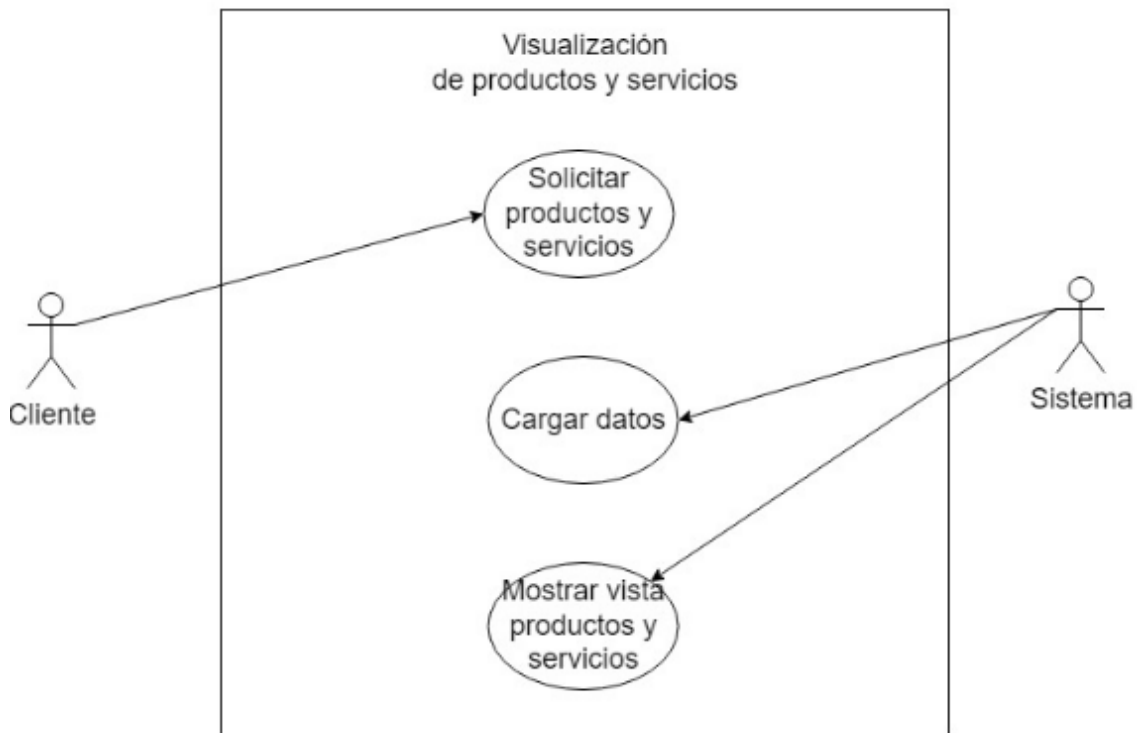 Visualización
de productos y servicios
Solicitar
productos y
servicios
Cliente
Cargar datos
Sistema
Mostrar vista
productos y
servicios